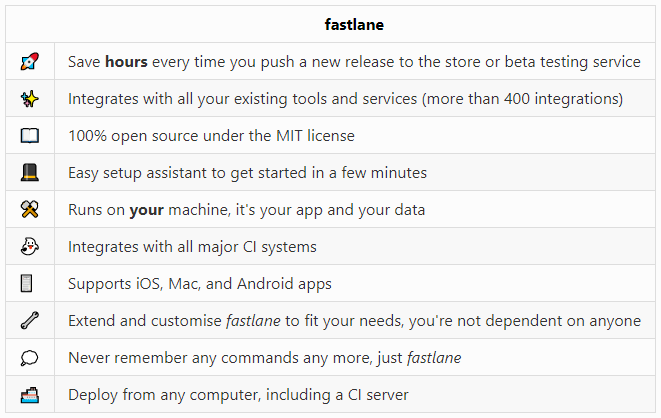 fastlane
Save hours every time you push a new release to the store or beta testing service
Integrates with all your existing tools and services (more than 400 integrations)
100% open source under the MIT license
Easy setup assistant to get started in a few minutes
Runs on your machine, it's your app and your data
Integrates with all major CI systems
Supports iOS, Mac, and Android apps
Extend and customise fastlane to fit your needs, you're not dependent on anyone
Never remember any commands any more, just fastlane
Deploy from any computer, including a CI server